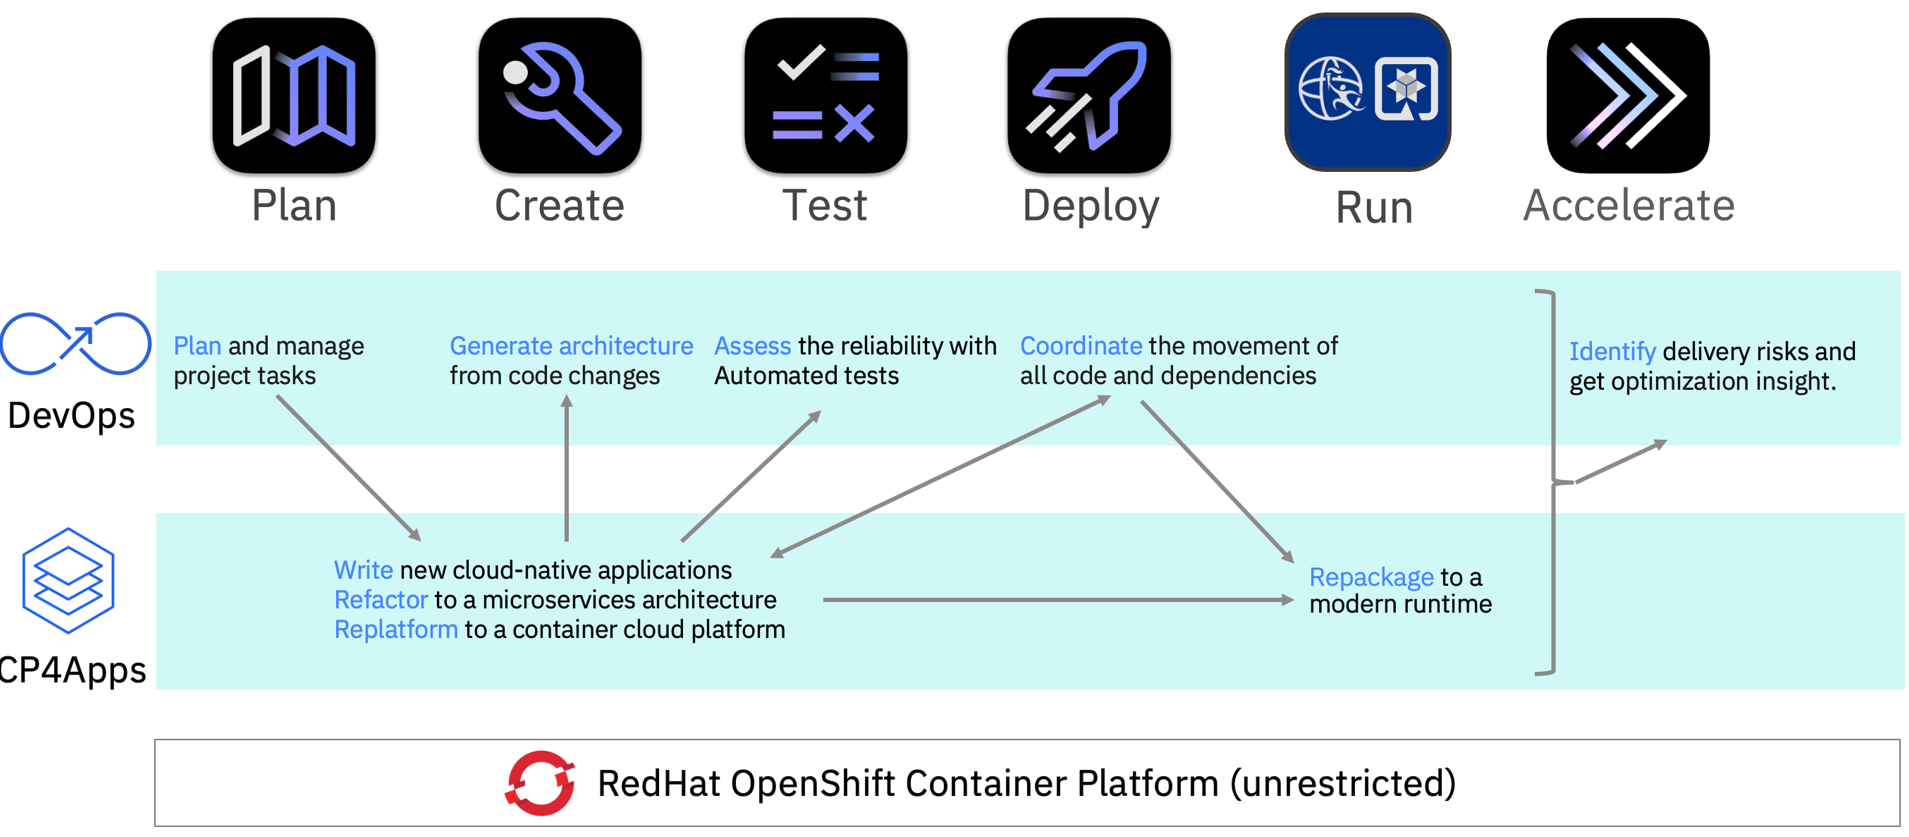 Plan
Create
Test
Deploy
Run
Accelerate
DevOps
Plan and manage
project tasks
Generate architecture
from code changes
Assess the reliability with
Automated tests
Coordinate the movement of
all code and dependencies
Identify delivery risks and
get optimization insight.
CP4Apps
Write new cloud-native applications
Refactor to a microservices architecture
Replatform to a container cloud platform
Repackage to a
modern runtime
RedHat OpenShift Container Platform (unrestricted)